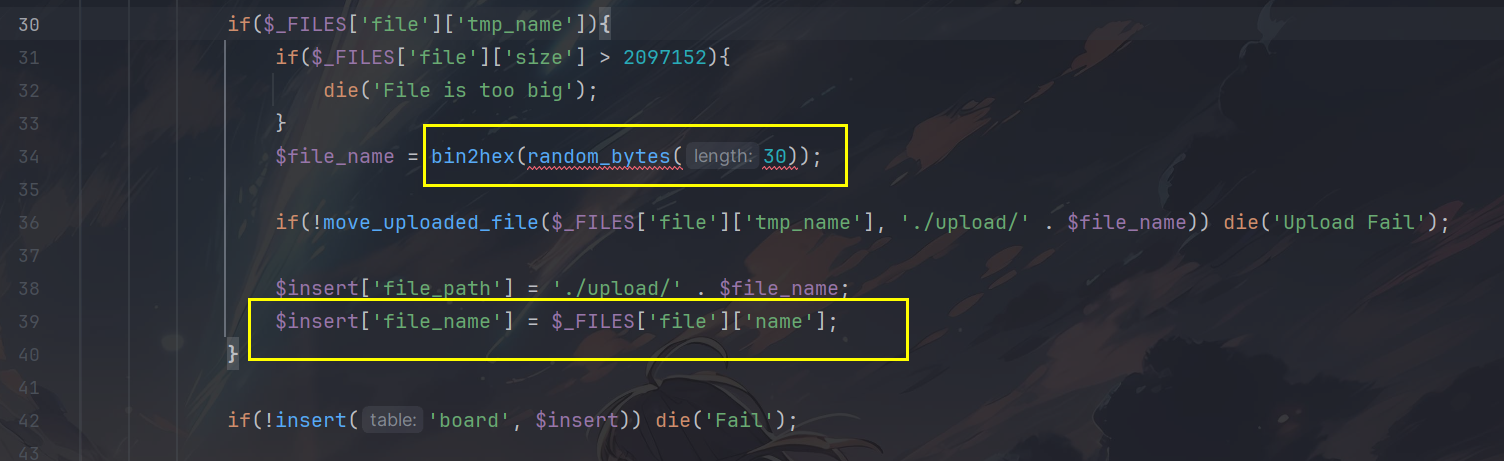 30 if($_FILES['file']['tmp_name']){
31 if($_FILES['file']['size'] > 2097152){
32 die('File is too big');
33 }
34 $file_name = bin2hex(random_bytes( length: 30));
35
36 if(!move_uploaded_file($_FILES['file']['tmp_name'], './upload/' . $file_name)) die('Upload Fail');
37
38 $insert['file_path'] = './upload/' . $file_name;
39 $insert['file_name'] = $_FILES['file']['name'];
40 }
41
42 if(!insert( table: 'board', $insert)) die('Fail');
43